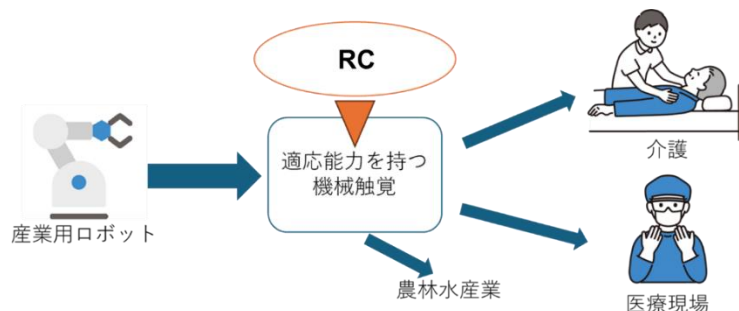 RC
適応能力を持つ
機械触覚
産業用ロボット
介護
農林水産業
医療現場